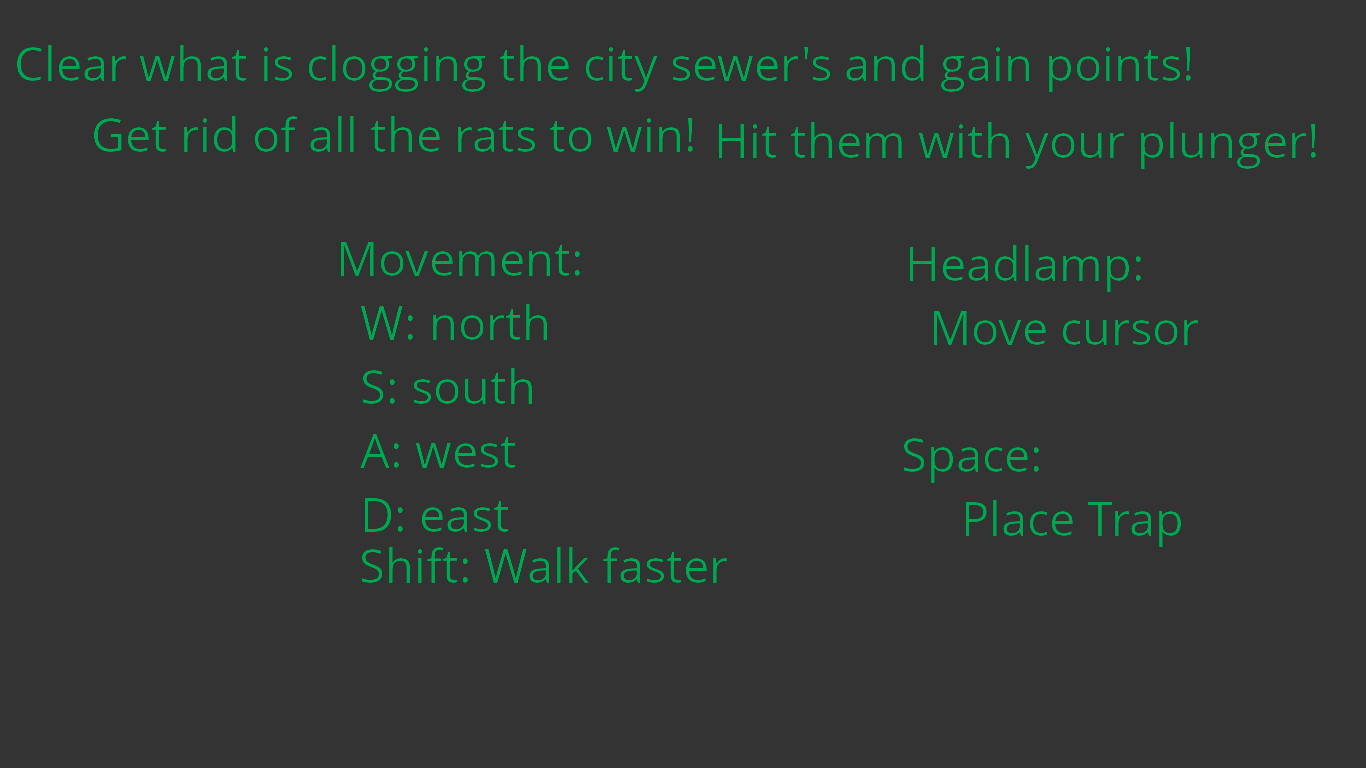 Clear what is clogging the city sewer's and gain points!
Get rid of all the rats to win! Hit them with your plunger!
Movement:
W: north
S: south
A: west
D: east
Shift: Walk faster
Headlamp:
Move cursor
Space:
Place Trap